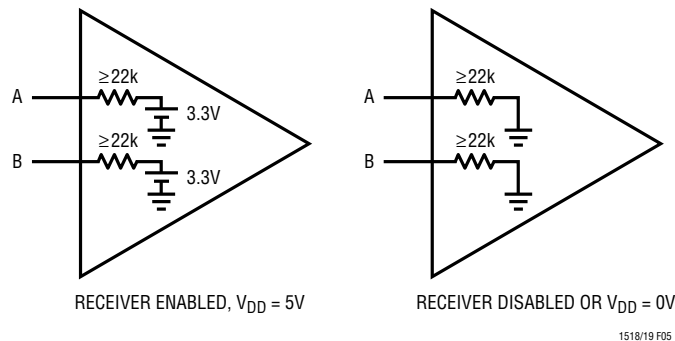 ≥22k
A
3.3V
≥22k
B
3.3V
RECEIVER ENABLED, VDD = 5V
≥22k
A
≥22k
B
RECEIVER DISABLED OR VDD = 0V
1518/19 F05